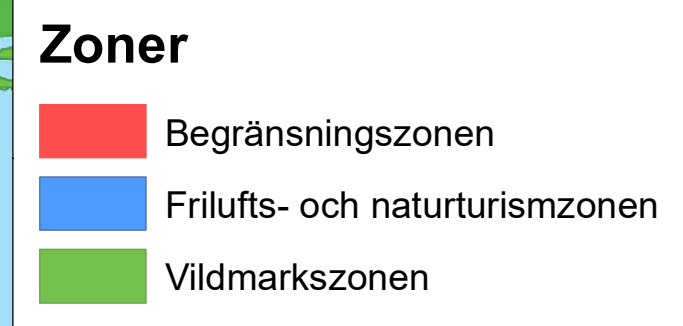 Zoner
Begränsningszonen
Frilufts- och naturturismzonen
Vildmarkszonen